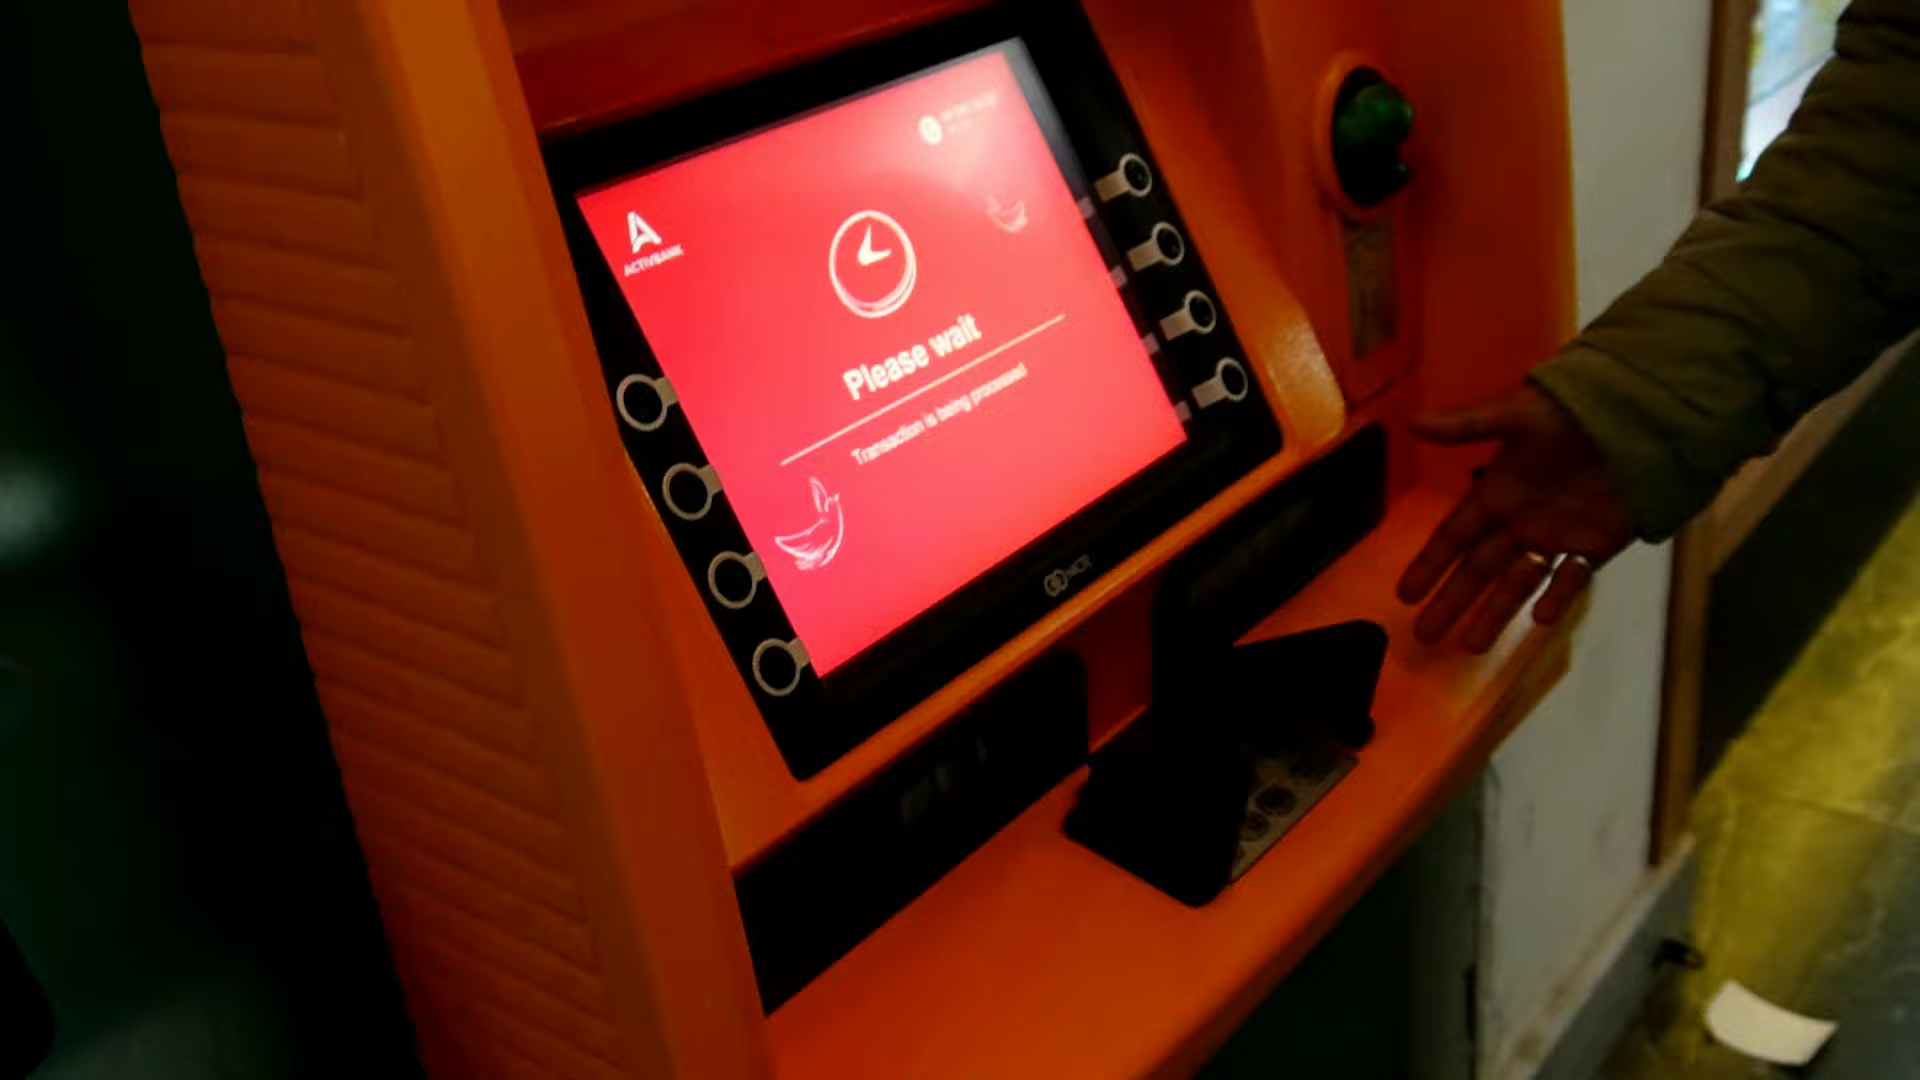 ACTIVBANK
Please wait
Transaction is being processed
NCR